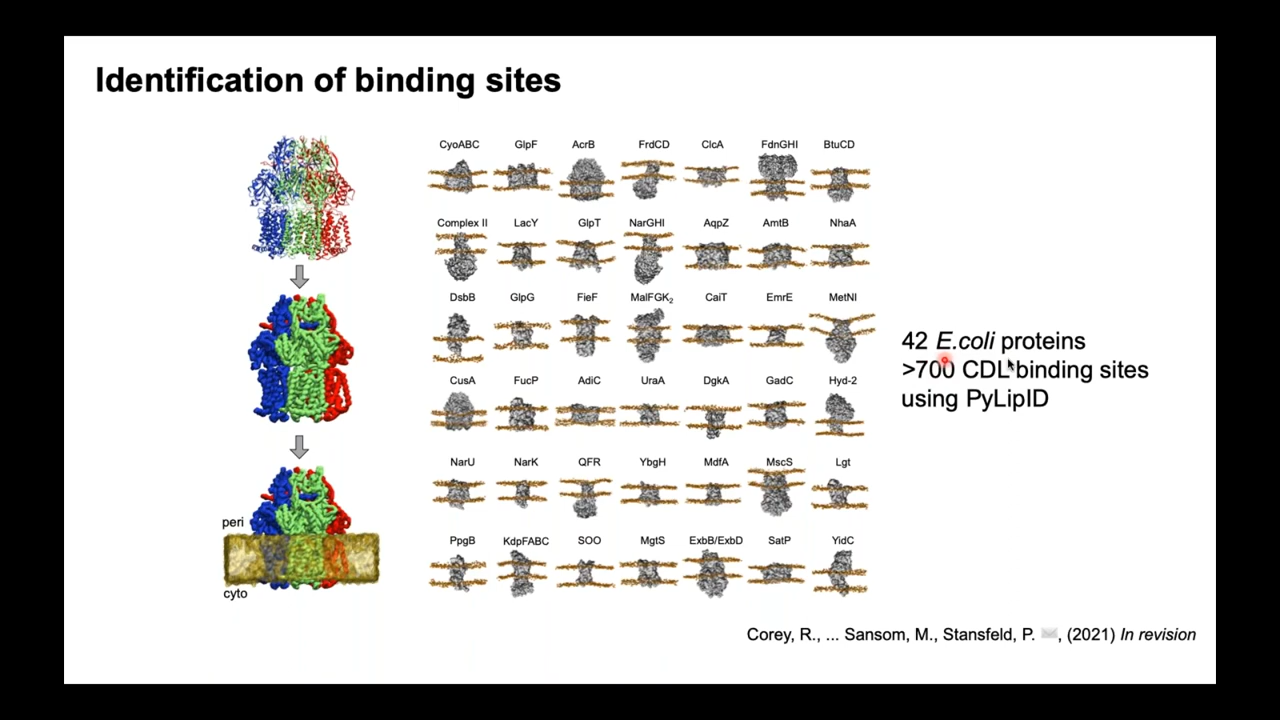 Identification of binding sites
CyoABC GlpF AcrB FrdCD ClcA FdnGHI BtuCD
Complex II LacY GlpT NarGHI AqpZ AmtB NhaA
DsbB GlpG FieF MalFGK₂ CaiT EmrE MetNI
CusA FucP AdiC UraA DgkA GadC Hyd-2
NarU NarK QFR YbgH MdfA MscS Lgt
PpgB KdpFABC SOO MgtS ExbB/ExbD SatP YidC
peri
cyto
42 E.coli proteins
>700 CDL binding sites
using PyLipID
Corey, R., ... Sansom, M., Stansfeld, P. ✉, (2021) In revision